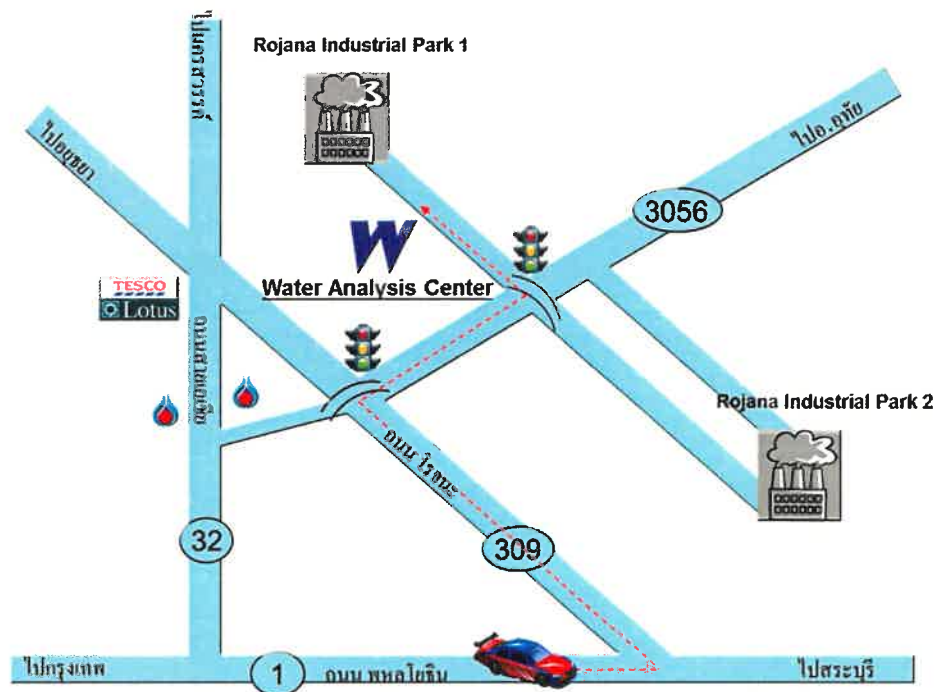 Rojana Industrial Park 1
ไปนครสวรรค์
ไปอยุธยา
ไปอ.อุทัย
3056
W
Water Analysis Center
TESCO
Lotus
ถนนสายเอเซีย
Rojana Industrial Park 2
ถนน โรจนะ
32
309
ไปกรุงเทพ
1
ถนน พหลโยธิน
ไปสระบุรี